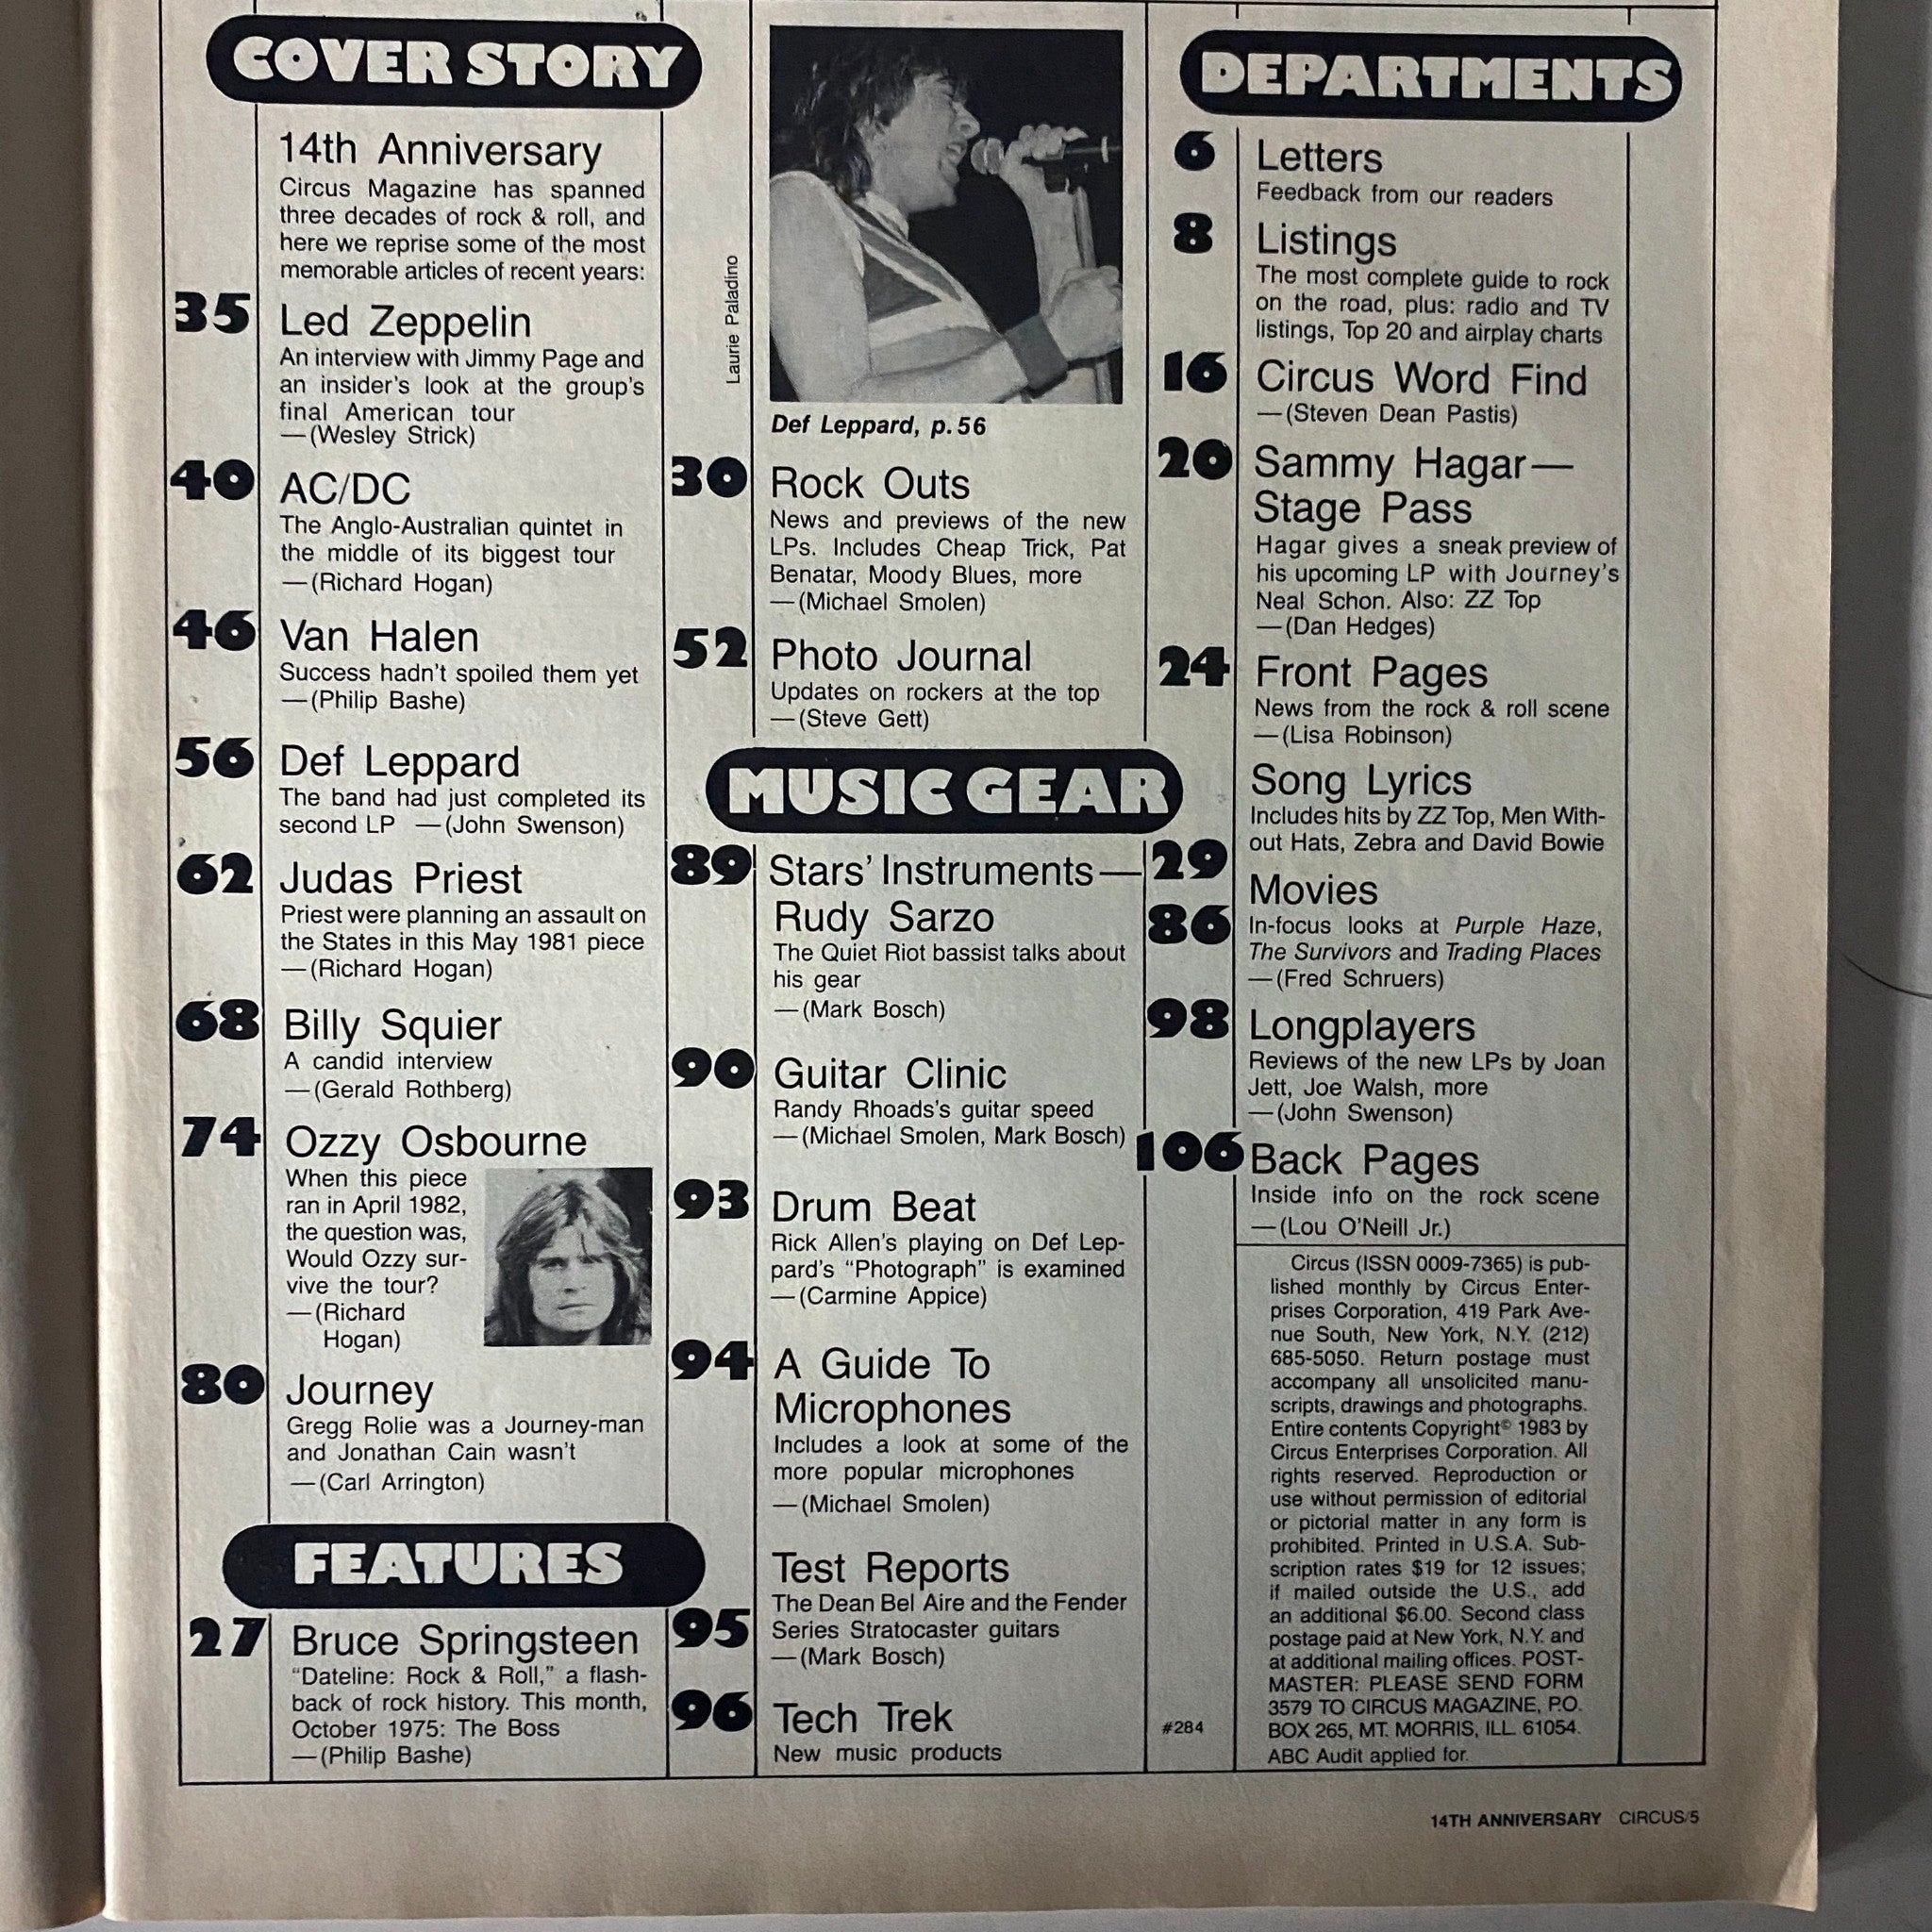 COVER STORY
14th Anniversary
Circus Magazine has spanned
three decades of rock & roll, and
here we reprise some of the most
memorable articles of recent years:
35 Led Zeppelin
An interview with Jimmy Page and
an insider's look at the group's
final American tour
—(Wesley Strick)
40 AC/DC
The Anglo-Australian quintet in
the middle of its biggest tour
—(Richard Hogan)
46 Van Halen
Success hadn't spoiled them yet
—(Philip Bashe)
56 Def Leppard
The band had just completed its
second LP —(John Swenson)
62 Judas Priest
Priest were planning an assault on
the States in this May 1981 piece
—(Richard Hogan)
68 Billy Squier
A candid interview
—(Gerald Rothberg)
74 Ozzy Osbourne
When this piece
ran in April 1982,
the question was,
Would Ozzy sur-
vive the tour?
—(Richard
Hogan)
80 Journey
Gregg Rolie was a Journey-man
and Jonathan Cain wasn't
—(Carl Arrington)
FEATURES
27 Bruce Springsteen
"Dateline: Rock & Roll," a flash-
back of rock history. This month,
October 1975: The Boss
—(Philip Bashe)
Laurie Paladino
Def Leppard, p. 56
30 Rock Outs
News and previews of the new
LPs. Includes Cheap Trick, Pat
Benatar, Moody Blues, more
—(Michael Smolen)
52 Photo Journal
Updates on rockers at the top
—(Steve Gett)
MUSIC GEAR
89 Stars' Instruments—
Rudy Sarzo
The Quiet Riot bassist talks about
his gear
—(Mark Bosch)
90 Guitar Clinic
Randy Rhoads's guitar speed
—(Michael Smolen, Mark Bosch)
93 Drum Beat
Rick Allen's playing on Def Lep-
pard's "Photograph" is examined
—(Carmine Appice)
94 A Guide To
Microphones
Includes a look at some of the
more popular microphones
—(Michael Smolen)
Test Reports
The Dean Bel Aire and the Fender
95 Series Stratocaster guitars
—(Mark Bosch)
96 Tech Trek
New music products
DEPARTMENTS
6 Letters
Feedback from our readers
8 Listings
The most complete guide to rock
on the road, plus: radio and TV
listings, Top 20 and airplay charts
16 Circus Word Find
—(Steven Dean Pastis)
20 Sammy Hagar—
Stage Pass
Hagar gives a sneak preview of
his upcoming LP with Journey's
Neal Schon. Also: ZZ Top
—(Dan Hedges)
24 Front Pages
News from the rock & roll scene
—(Lisa Robinson)
Song Lyrics
Includes hits by ZZ Top, Men With-
out Hats, Zebra and David Bowie
29
Movies
86 In-focus looks at Purple Haze,
The Survivors and Trading Places
—(Fred Schruers)
98 Longplayers
Reviews of the new LPs by Joan
Jett, Joe Walsh, more
—(John Swenson)
106 Back Pages
Inside info on the rock scene
—(Lou O'Neill Jr.)
Circus (ISSN 0009-7365) is pub-
lished monthly by Circus Enter-
prises Corporation, 419 Park Ave-
nue South, New York, N.Y. (212)
685-5050. Return postage must
accompany all unsolicited manu-
scripts, drawings and photographs.
Entire contents Copyright© 1983 by
Circus Enterprises Corporation. All
rights reserved. Reproduction or
use without permission of editorial
or pictorial matter in any form is
prohibited. Printed in U.S.A. Sub-
scription rates $19 for 12 issues;
if mailed outside the U.S., add
an additional $6.00. Second class
postage paid at New York, N.Y. and
at additional mailing offices. POST-
MASTER: PLEASE SEND FORM
3579 TO CIRCUS MAGAZINE, P.O.
BOX 265, MT. MORRIS, ILL. 61054.
ABC Audit applied for.
#284
14TH ANNIVERSARY CIRCUS/5